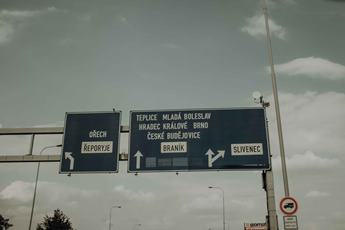 OŘECH
ŘEPORYJE
TEPLICE MLADÁ BOLESLAV
HRADEC KRÁLOVÉ BRNO
ČESKÉ BUDĚJOVICE
BRANÍK
SLIVENEC